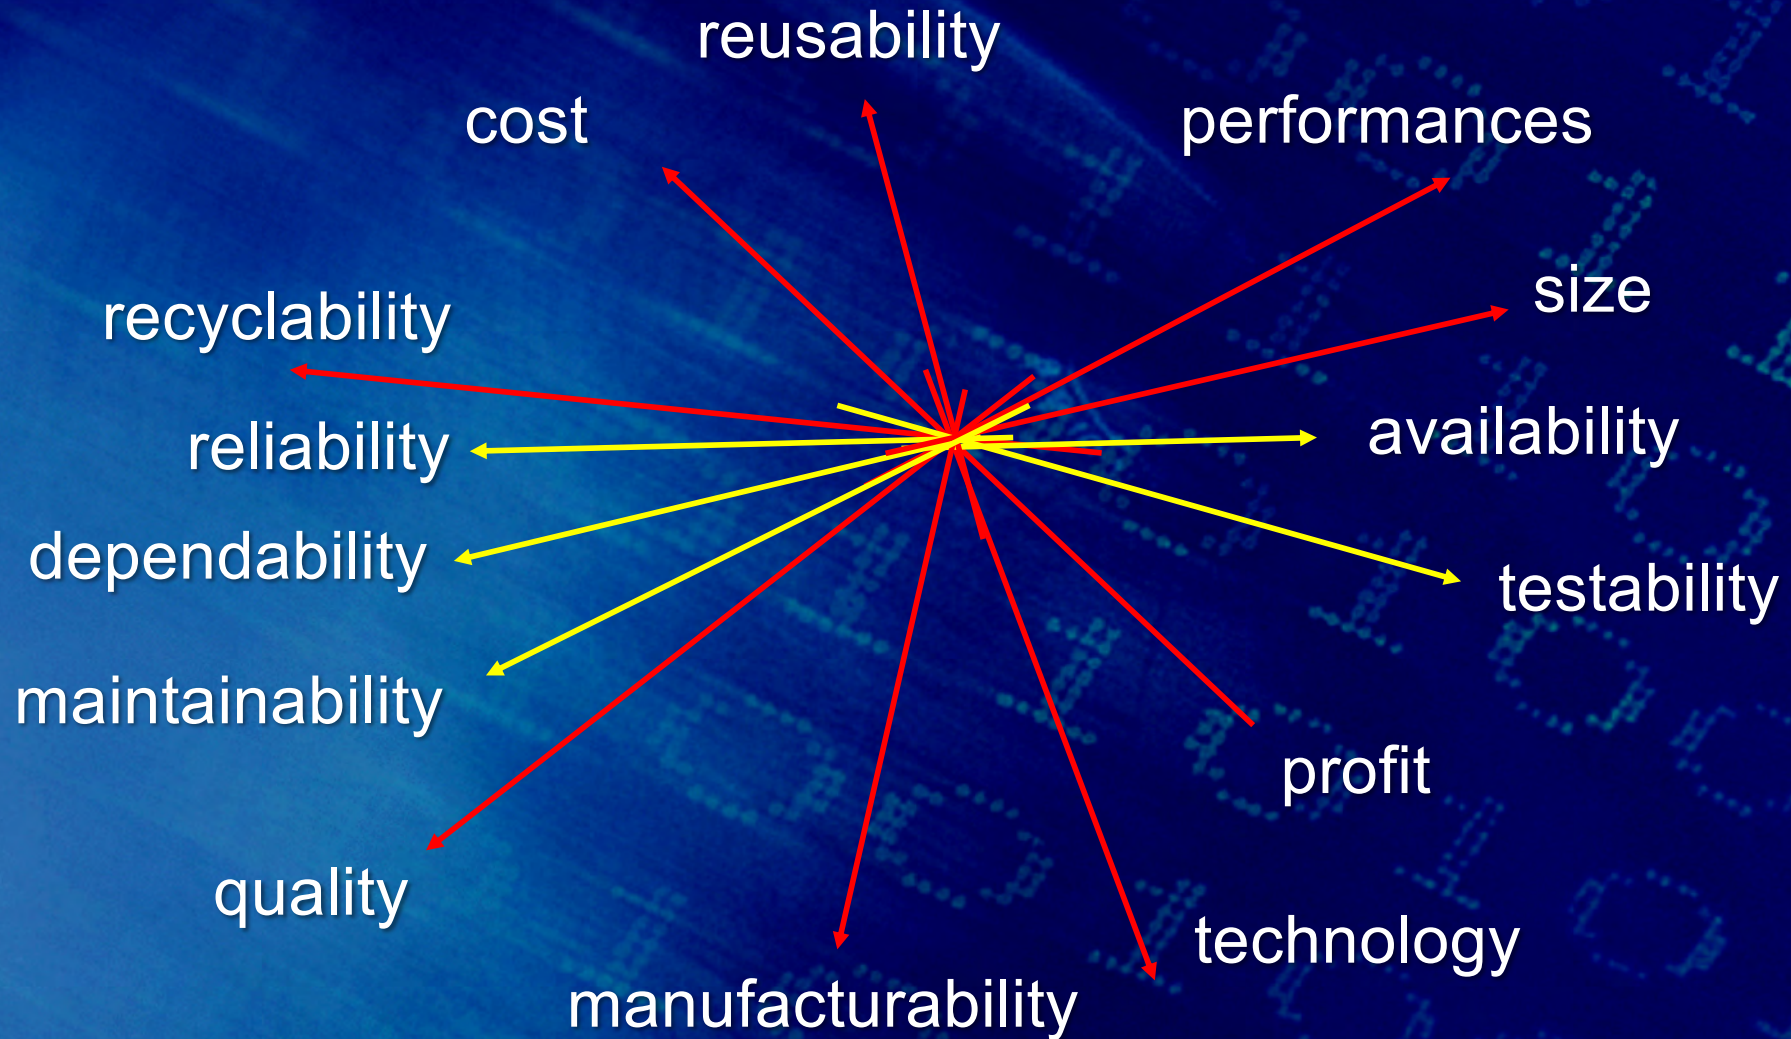 reusability
cost
performances
size
recyclability
reliability
availability
dependability
testability
maintainability
profit
quality
technology
manufacturability